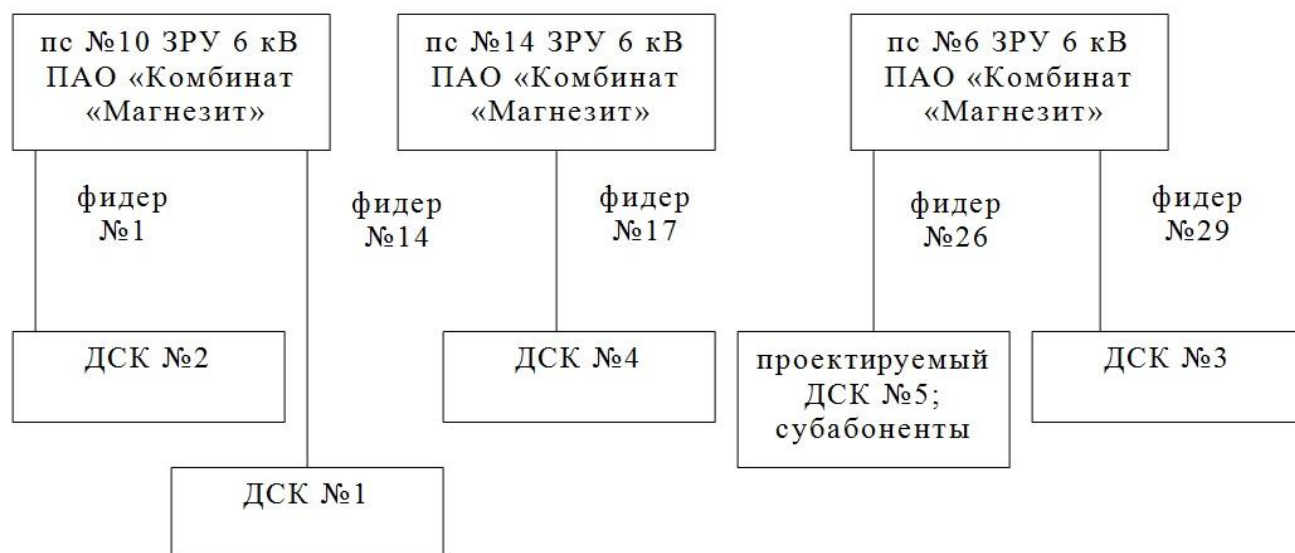 пс №10 ЗРУ 6 кВ
ПАО «Комбинат
«Магнезит»
пс №14 ЗРУ 6 кВ
ПАО «Комбинат
«Магнезит»
пс №6 ЗРУ 6 кВ
ПАО «Комбинат
«Магнезит»
фидер
№1
фидер
№14
фидер
№17
фидер
№26
фидер
№29
ДСК №2
ДСК №4
проектируемый
ДСК №5;
субабоненты
ДСК №3
ДСК №1